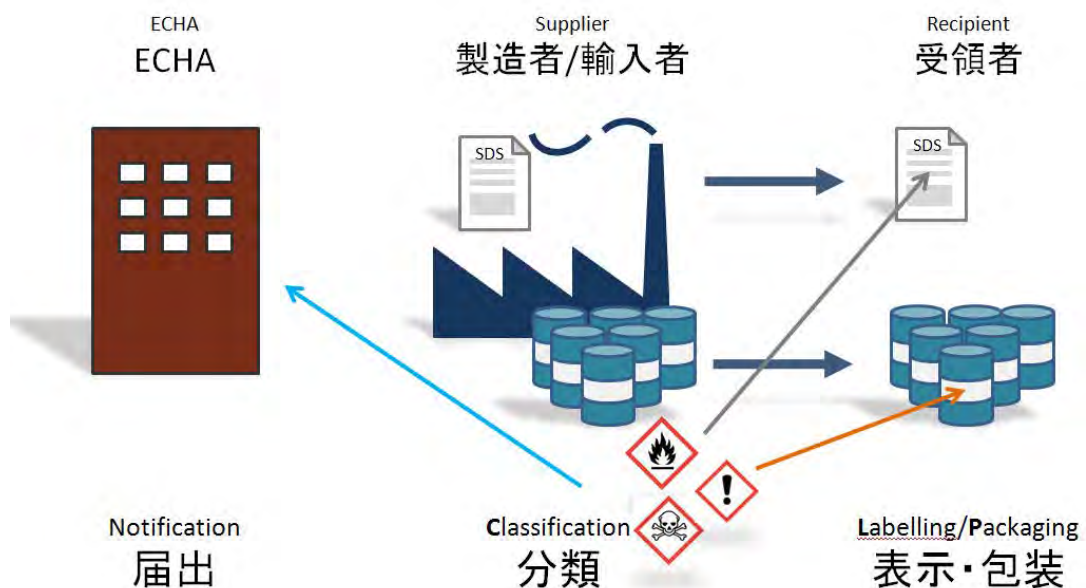 ECHA
ECHA
Supplier
製造者/輸入者
Recipient
受領者
SDS
SDS
Notification
届出
Classification
分類
Labelling/Packaging
表示・包装